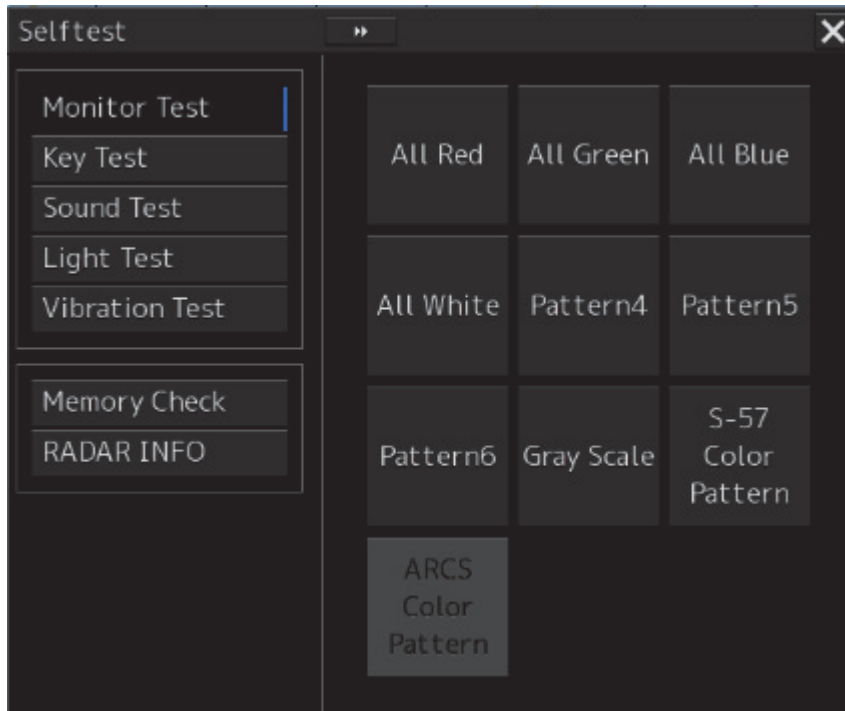 Selftest
Monitor Test
Key Test
Sound Test
Light Test
Vibration Test
Memory Check
RADAR INFO
All Red
All Green
All Blue
All White
Pattern4
Pattern5
Pattern6
Gray Scale
S-57
Color
Pattern
ARCS
Color
Pattern